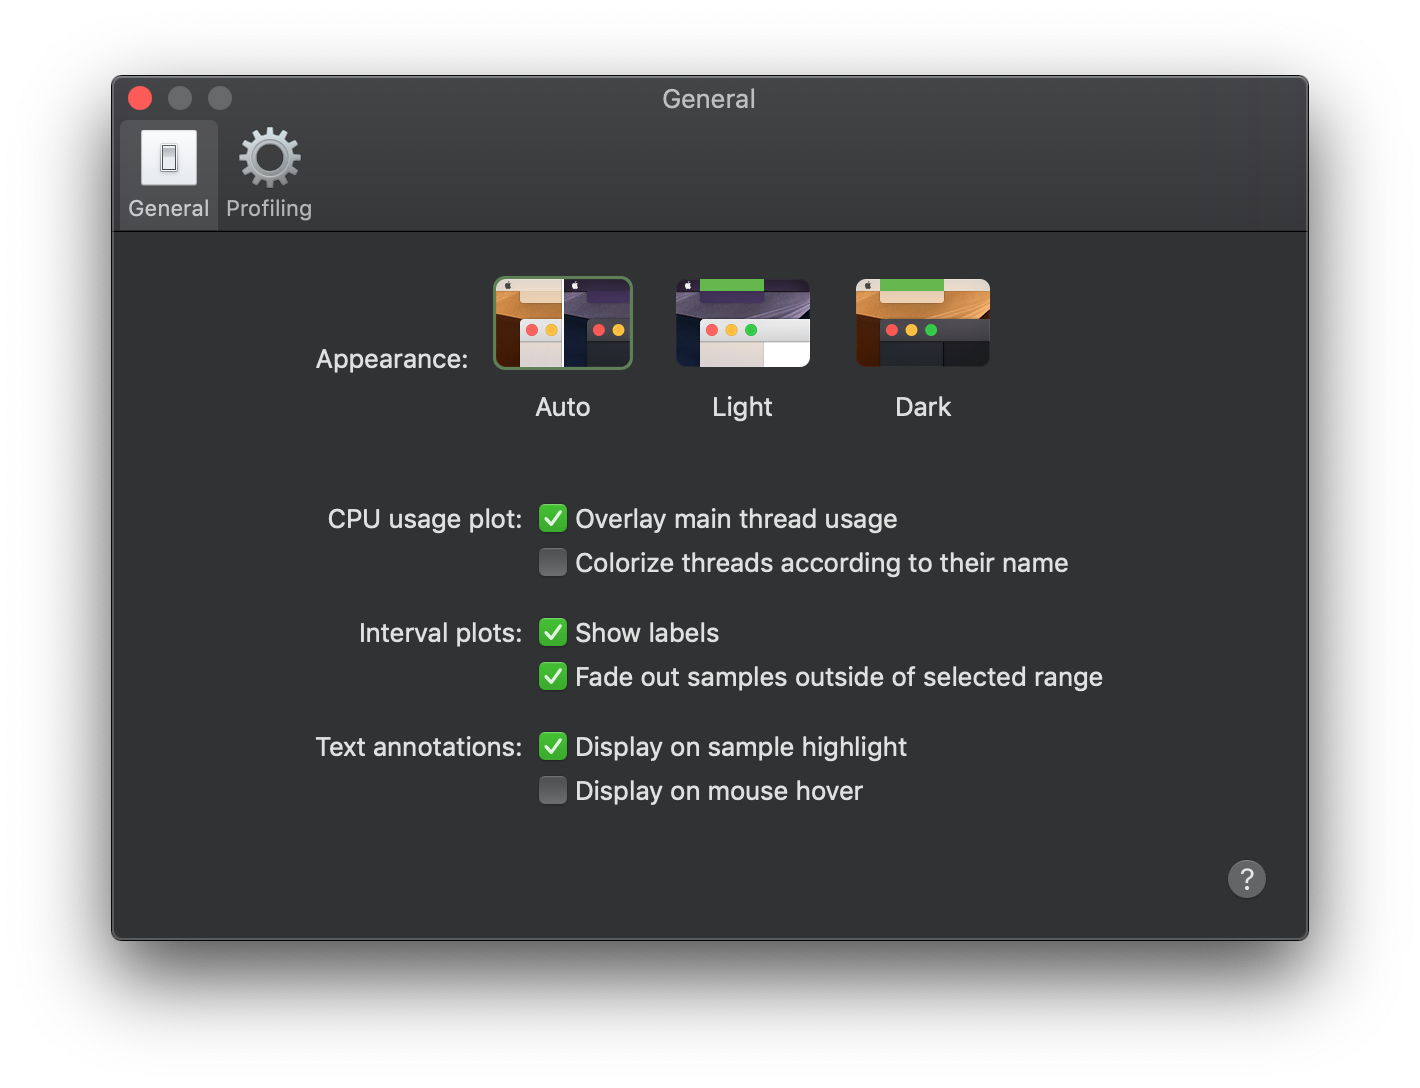 General
General Profiling
Appearance:
Auto Light Dark
CPU usage plot: Overlay main thread usage
Colorize threads according to their name
Interval plots: Show labels
Fade out samples outside of selected range
Text annotations: Display on sample highlight
Display on mouse hover
?